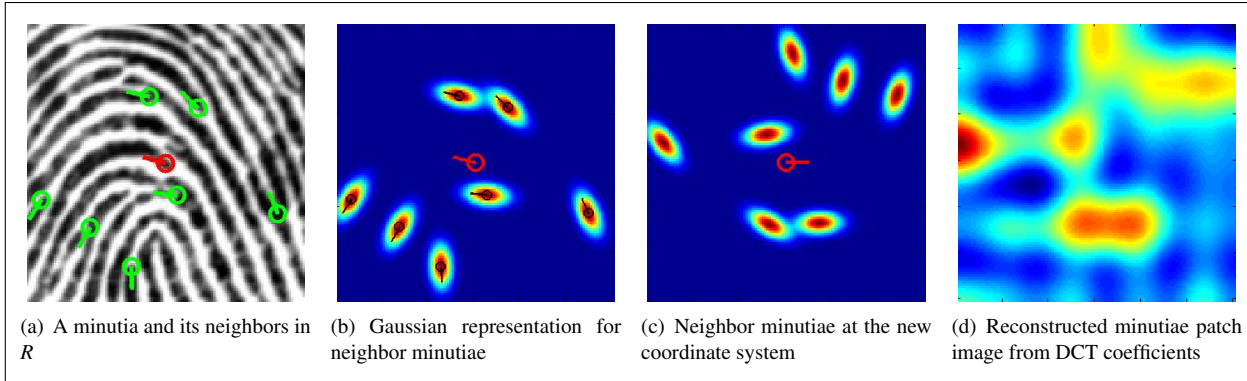 (a) A minutia and its neighbors in
R
(b) Gaussian representation for
neighbor minutiae
(c) Neighbor minutiae at the new
coordinate system
(d) Reconstructed minutiae patch
image from DCT coefficients